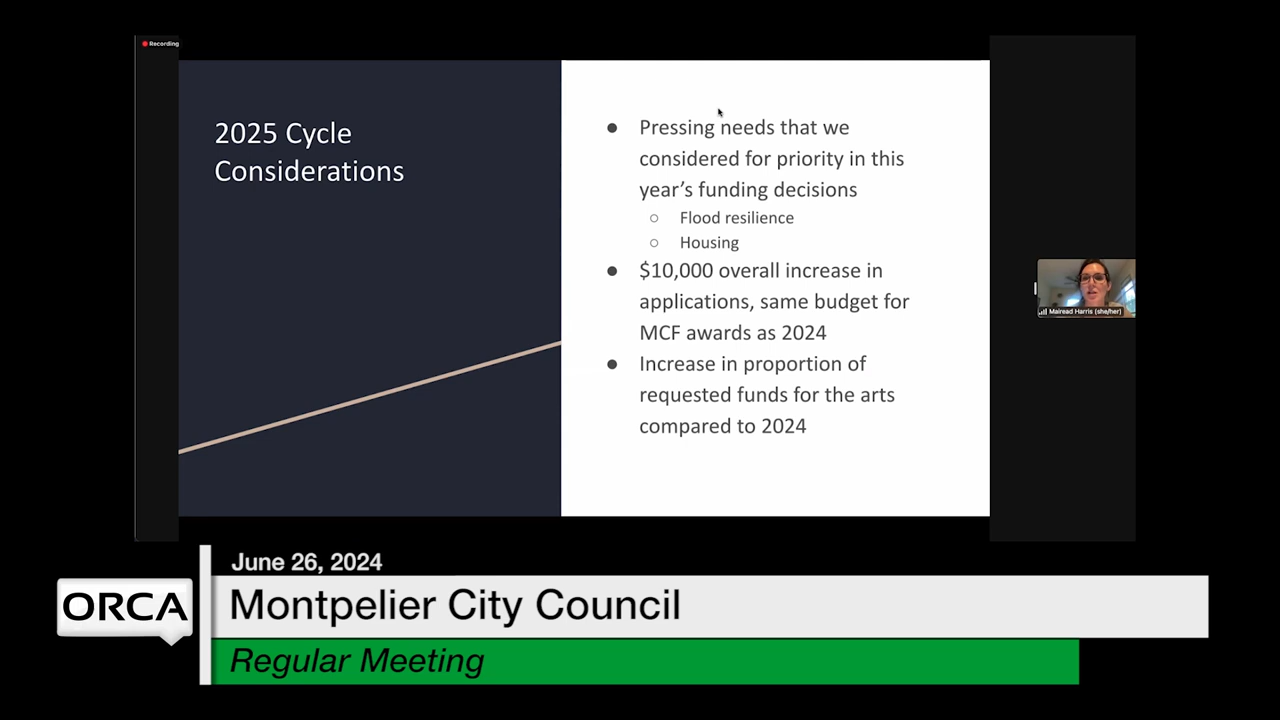 Recording
2025 Cycle
Considerations
● Pressing needs that we
considered for priority in this
year's funding decisions
○ Flood resilience
○ Housing
● $10,000 overall increase in
applications, same budget for
MCF awards as 2024
● Increase in proportion of
requested funds for the arts
compared to 2024
Mairead Harris (she/her)
June 26, 2024
ORCA
Montpelier City Council
Regular Meeting